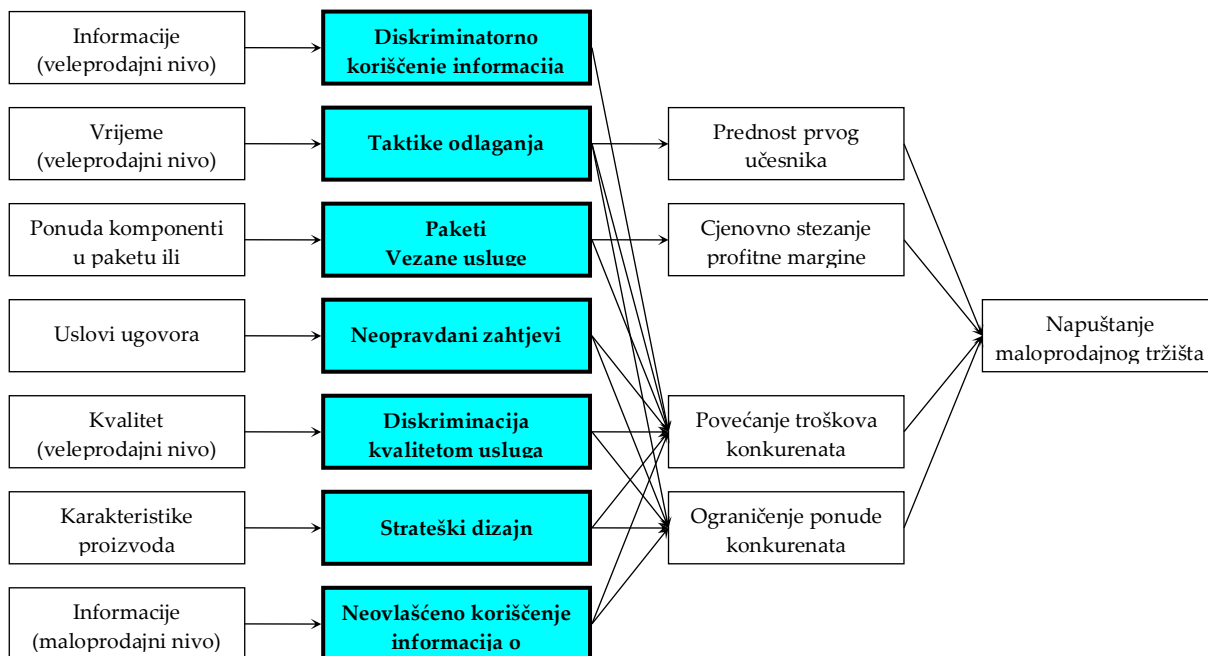 Informacije
(veleprodajni nivo)
Diskriminatorno
koriščenje informacija
Vrijeme
(veleprodajni nivo)
Taktike odlaganja
Prednost prvog
učesnika
Ponuda komponenti
u paketu ili
Paketi
Vezane usluge
Cjenovno stezanje
profitne margine
Uslovi ugovora
Neopravdani zahtjevi
Napuštanje
maloprodajnog tržišta
Kvalitet
(veleprodajni nivo)
Diskriminacija
kvalitetom usluga
Povećanje troškova
konkurenata
Karakteristike
proizvoda
Strateški dizajn
Ograničenje ponude
konkurenata
Informacije
(maloprodajni nivo)
Neovlašćeno koriščenje
informacija o